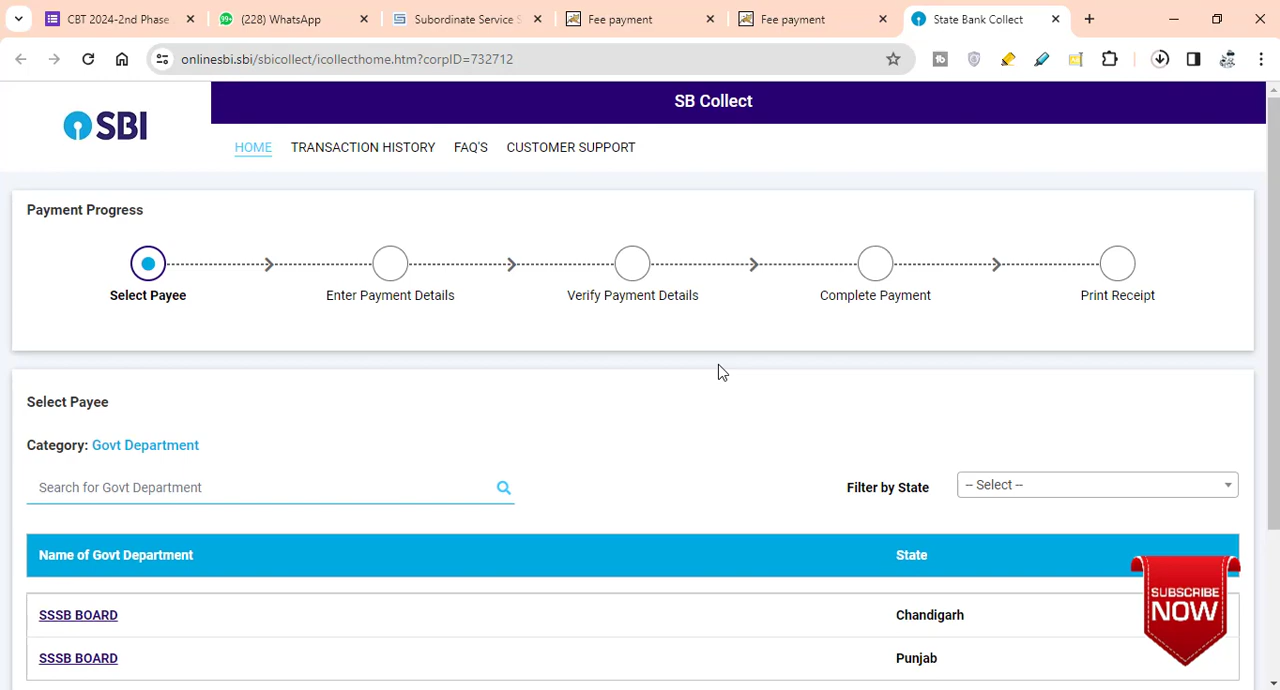 CBT 2024-2nd Phase
(228) WhatsApp
Subordinate Service S
Fee payment
Fee payment
State Bank Collect
onlinesbi.sbi/sbicollect/icollecthome.htm?corpID=732712
SBI
SB Collect
HOME TRANSACTION HISTORY FAQ'S CUSTOMER SUPPORT
Payment Progress
Select Payee Enter Payment Details Verify Payment Details Complete Payment Print Receipt
Select Payee
Category: Govt Department
Search for Govt Department
Filter by State
-- Select --
Name of Govt Department State
SSSB BOARD Chandigarh
SSSB BOARD Punjab
SUBSCRIBE
NOW